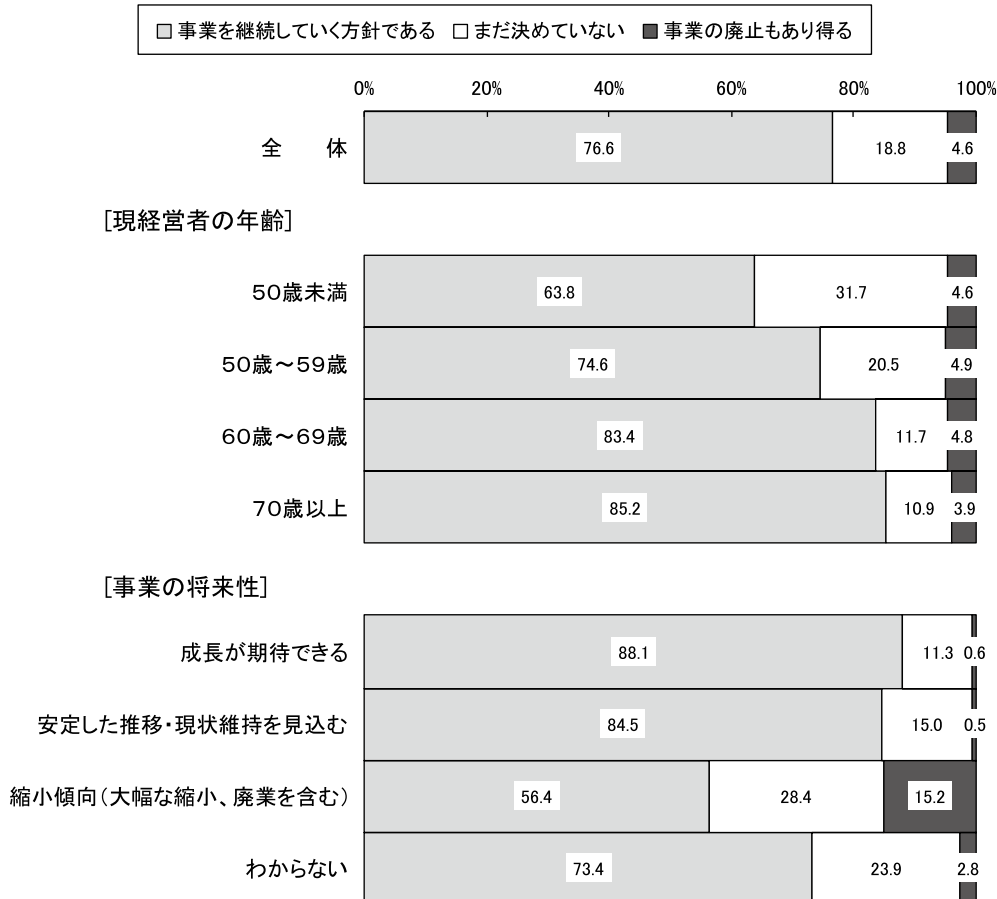 事業を継続していく方針である まだ決めていない 事業の廃止もあり得る
0% 20% 40% 60% 80% 100%
全　　体 76.6 18.8 4.6
[現経営者の年齢]
50歳未満 63.8 31.7 4.6
50歳～59歳 74.6 20.5 4.9
60歳～69歳 83.4 11.7 4.8
70歳以上 85.2 10.9 3.9
[事業の将来性]
成長が期待できる 88.1 11.3 0.6
安定した推移・現状維持を見込む 84.5 15.0 0.5
縮小傾向（大幅な縮小、廃業を含む） 56.4 28.4 15.2
わからない 73.4 23.9 2.8